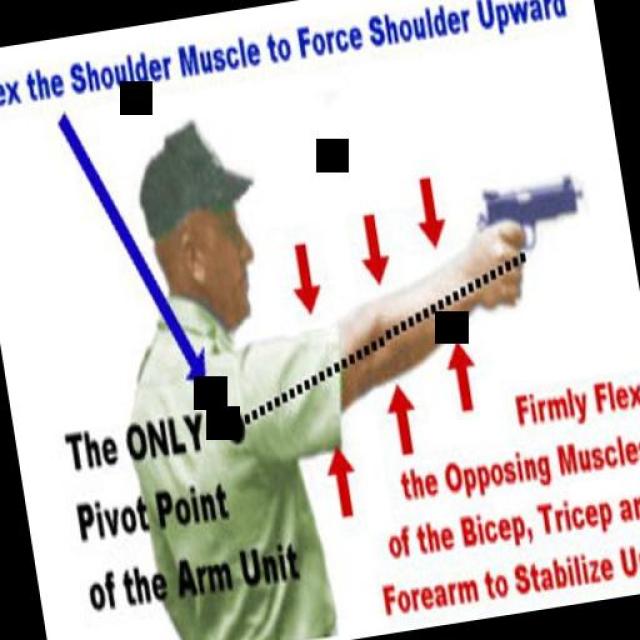 ex the Shoulder Muscle to Force Shoulder Upward
The ONLY
Pivot Point
of the Arm Unit
Firmly Flex
the Opposing Muscle
of the Bicep, Tricep an
Forearm to Stabilize U